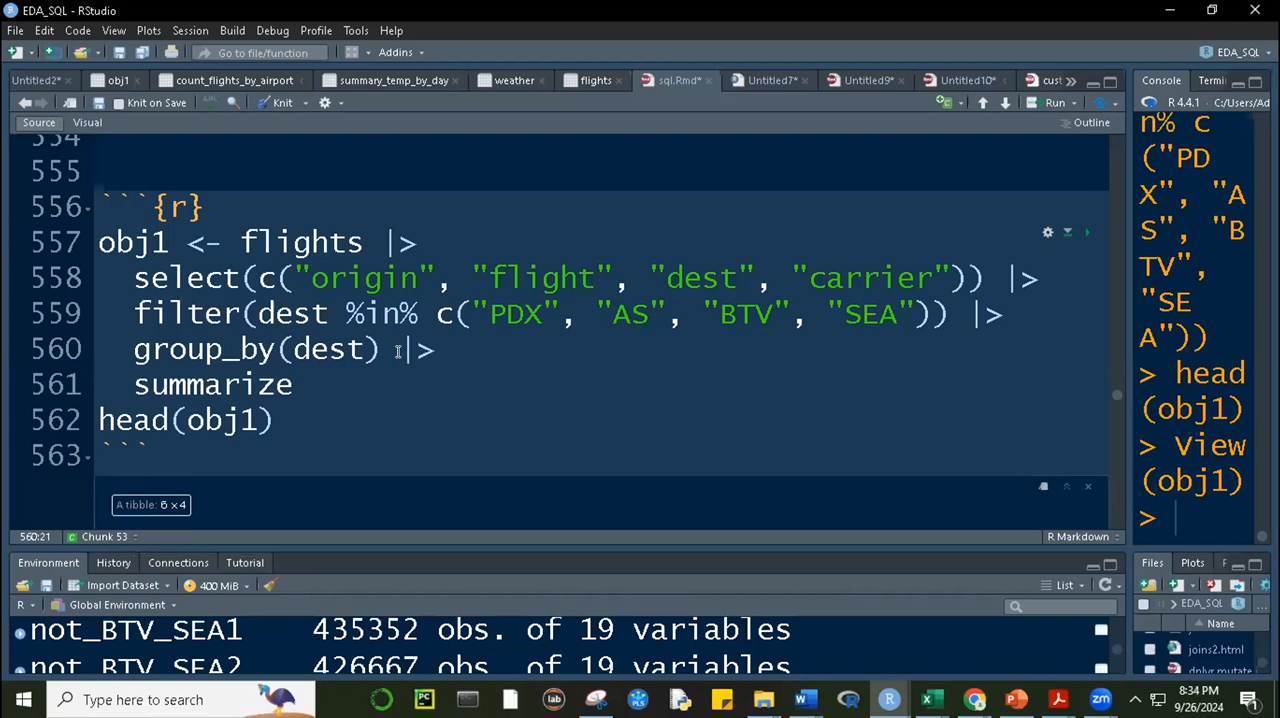 EDA_SQL - RStudio
File Edit Code View Plots Session Build Debug Profile Tools Help
Go to file/function Addins EDA_SQL
Untitled2* obj1 count_flights_by_airport summary_temp_by_day weather flights sql.Rmd* Untitled7* Untitled9* Untitled10* cust
Knit on Save Knit Run
Source Visual Outline
554
555
556 ```{r}
557 obj1 <- flights |>
558 select(c("origin", "flight", "dest", "carrier")) |>
559 filter(dest %in% c("PDX", "AS", "BTV", "SEA")) |>
560 group_by(dest) |>
561 summarize
562 head(obj1)
563 ```
A tibble: 6 ×4
560:21 Chunk 53 R Markdown
Environment History Connections Tutorial
Import Dataset 400 MiB List
R Global Environment
not_BTV_SEA1 435352 obs. of 19 variables
not_BTV_SEA2 426667 obs. of 19 variables
Console Termi
R 4.4.1 C:/Users/Ad
n% c
("PD
X", "A
S", "B
TV",
"SE
A"))
> head
(obj1)
> View
(obj1)
>
Files Plots
EDA_SQL
Name
joins2.html
Type here to search
8:34 PM
9/26/2024